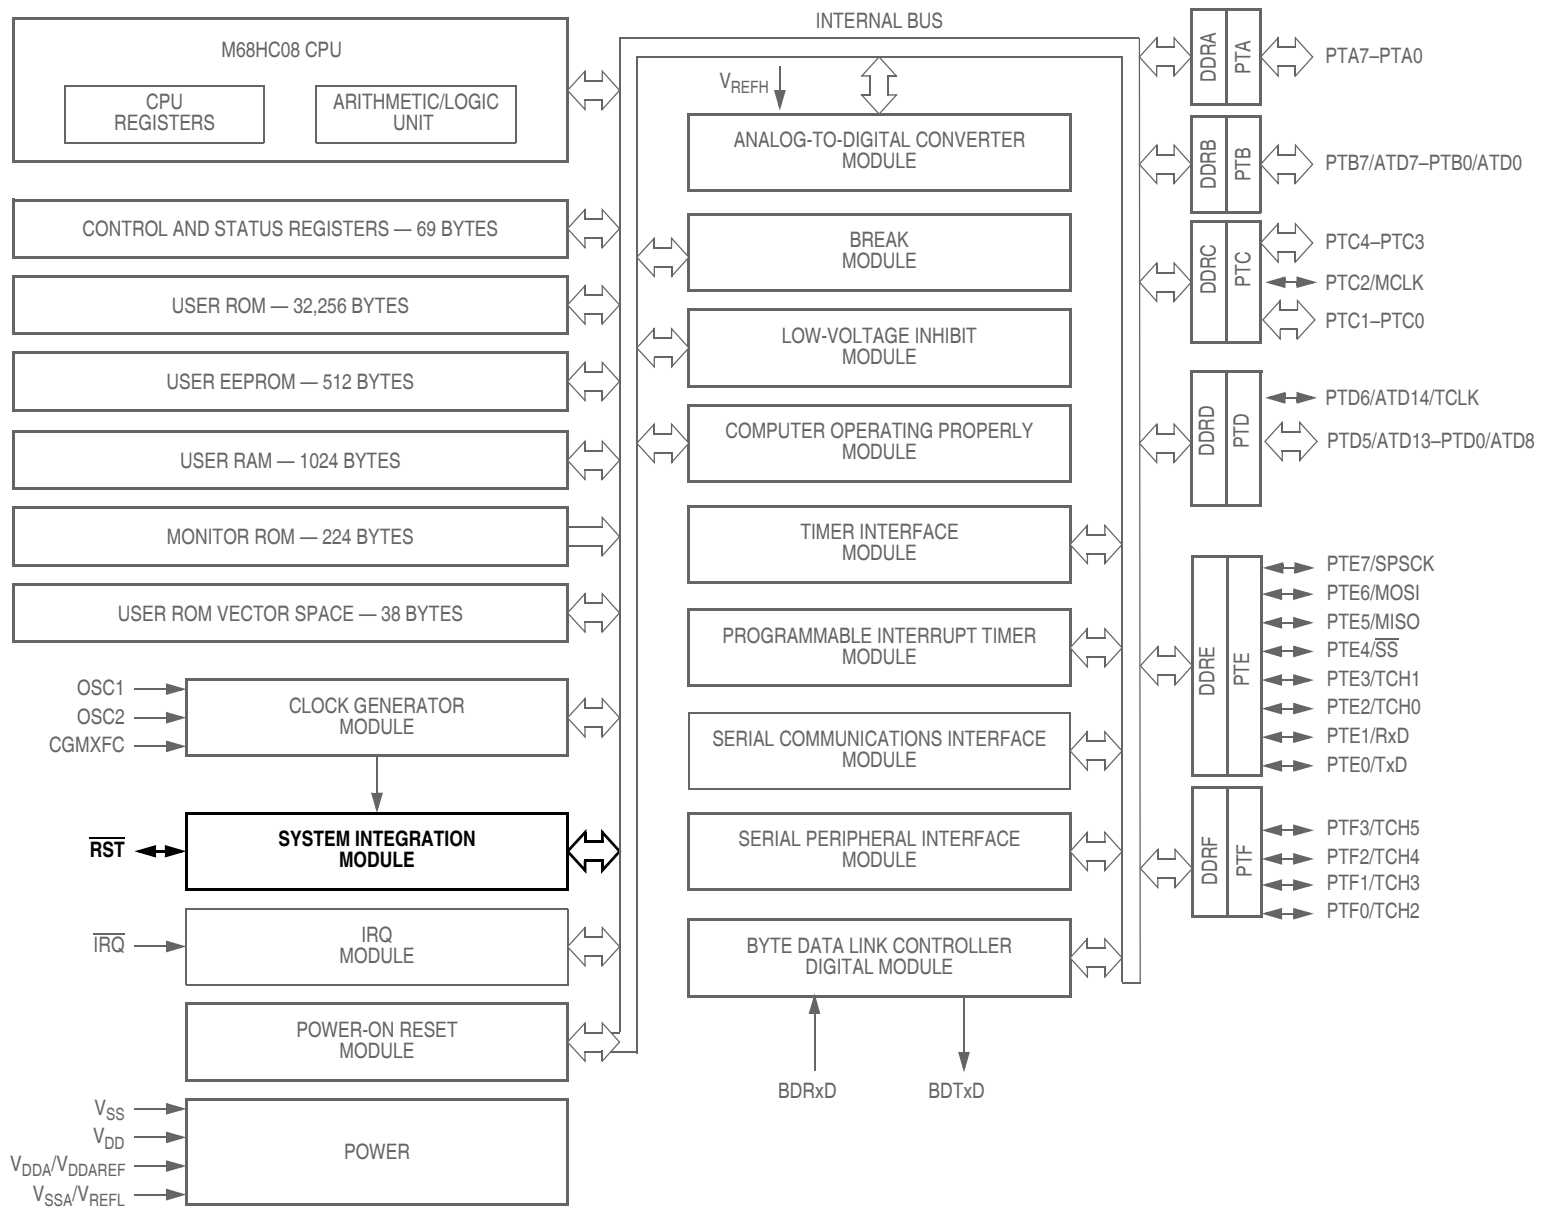 INTERNAL BUS
M68HC08 CPU
CPU
REGISTERS
ARITHMETIC/LOGIC
UNIT
CONTROL AND STATUS REGISTERS — 69 BYTES
USER ROM — 32,256 BYTES
USER EEPROM — 512 BYTES
USER RAM — 1024 BYTES
MONITOR ROM — 224 BYTES
USER ROM VECTOR SPACE — 38 BYTES
OSC1
OSC2
CGMXFC
CLOCK GENERATOR
MODULE
RST
SYSTEM INTEGRATION
MODULE
IRQ
IRQ
MODULE
POWER-ON RESET
MODULE
VSS
VDD
VDDA/VDDAREF
VSSA/VREFL
POWER
VREFH
ANALOG-TO-DIGITAL CONVERTER
MODULE
BREAK
MODULE
LOW-VOLTAGE INHIBIT
MODULE
COMPUTER OPERATING PROPERLY
MODULE
TIMER INTERFACE
MODULE
PROGRAMMABLE INTERRUPT TIMER
MODULE
SERIAL COMMUNICATIONS INTERFACE
MODULE
SERIAL PERIPHERAL INTERFACE
MODULE
BYTE DATA LINK CONTROLLER
DIGITAL MODULE
BDRxD
BDTxD
DDRA
PTA
PTA7–PTA0
DDRB
PTB
PTB7/ATD7–PTB0/ATD0
DDRC
PTC
PTC4–PTC3
PTC2/MCLK
PTC1–PTC0
DDRD
PTD
PTD6/ATD14/TCLK
PTD5/ATD13–PTD0/ATD8
DDRE
PTE
PTE7/SPSCK
PTE6/MOSI
PTE5/MISO
PTE4/SS
PTE3/TCH1
PTE2/TCH0
PTE1/RxD
PTE0/TxD
DDRF
PTF
PTF3/TCH5
PTF2/TCH4
PTF1/TCH3
PTF0/TCH2